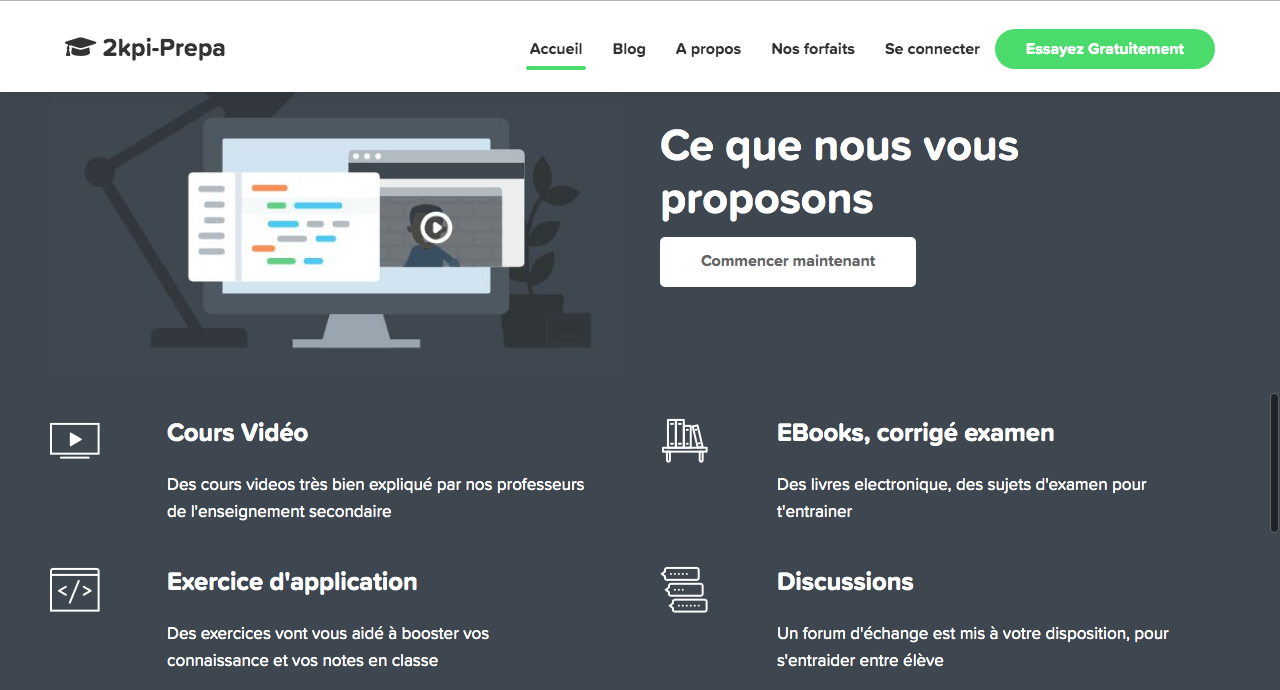 2kpi-Prepa
Accueil
Blog
A propos
Nos forfaits
Se connecter
Essayez Gratuitement
Ce que nous vous
proposons
Commencer maintenant
Cours Vidéo
Des cours videos très bien expliqué par nos professeurs
de l'enseignement secondaire
EBooks, corrigé examen
Des livres electronique, des sujets d'examen pour
t'entrainer
Exercice d'application
Des exercices vont vous aidé à booster vos
connaissance et vos notes en classe
Discussions
Un forum d'échange est mis à votre disposition, pour
s'entraider entre élève